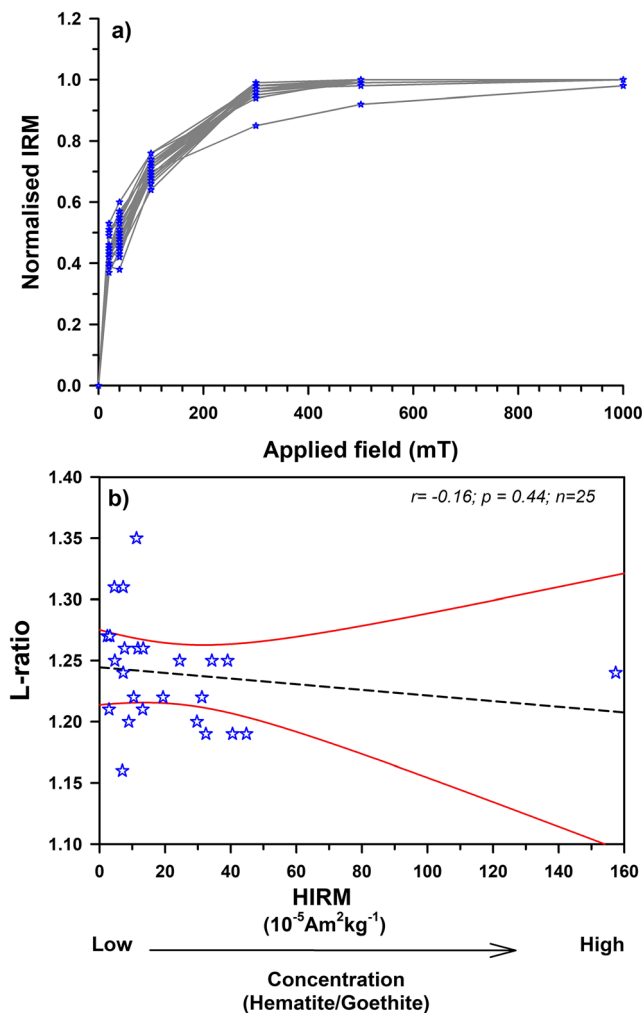 a)
1.2
1.0
0.8
0.6
0.4
0.2
0.0
Normalised IRM
0 200 400 600 800 1000
Applied field (mT)
b)
r= -0.16; p = 0.44; n=25
1.40
1.35
1.30
1.25
1.20
1.15
1.10
L-ratio
0 20 40 60 80 100 120 140 160
HIRM
(10⁻⁵Am²kg⁻¹)
Low High
Concentration
(Hematite/Goethite)